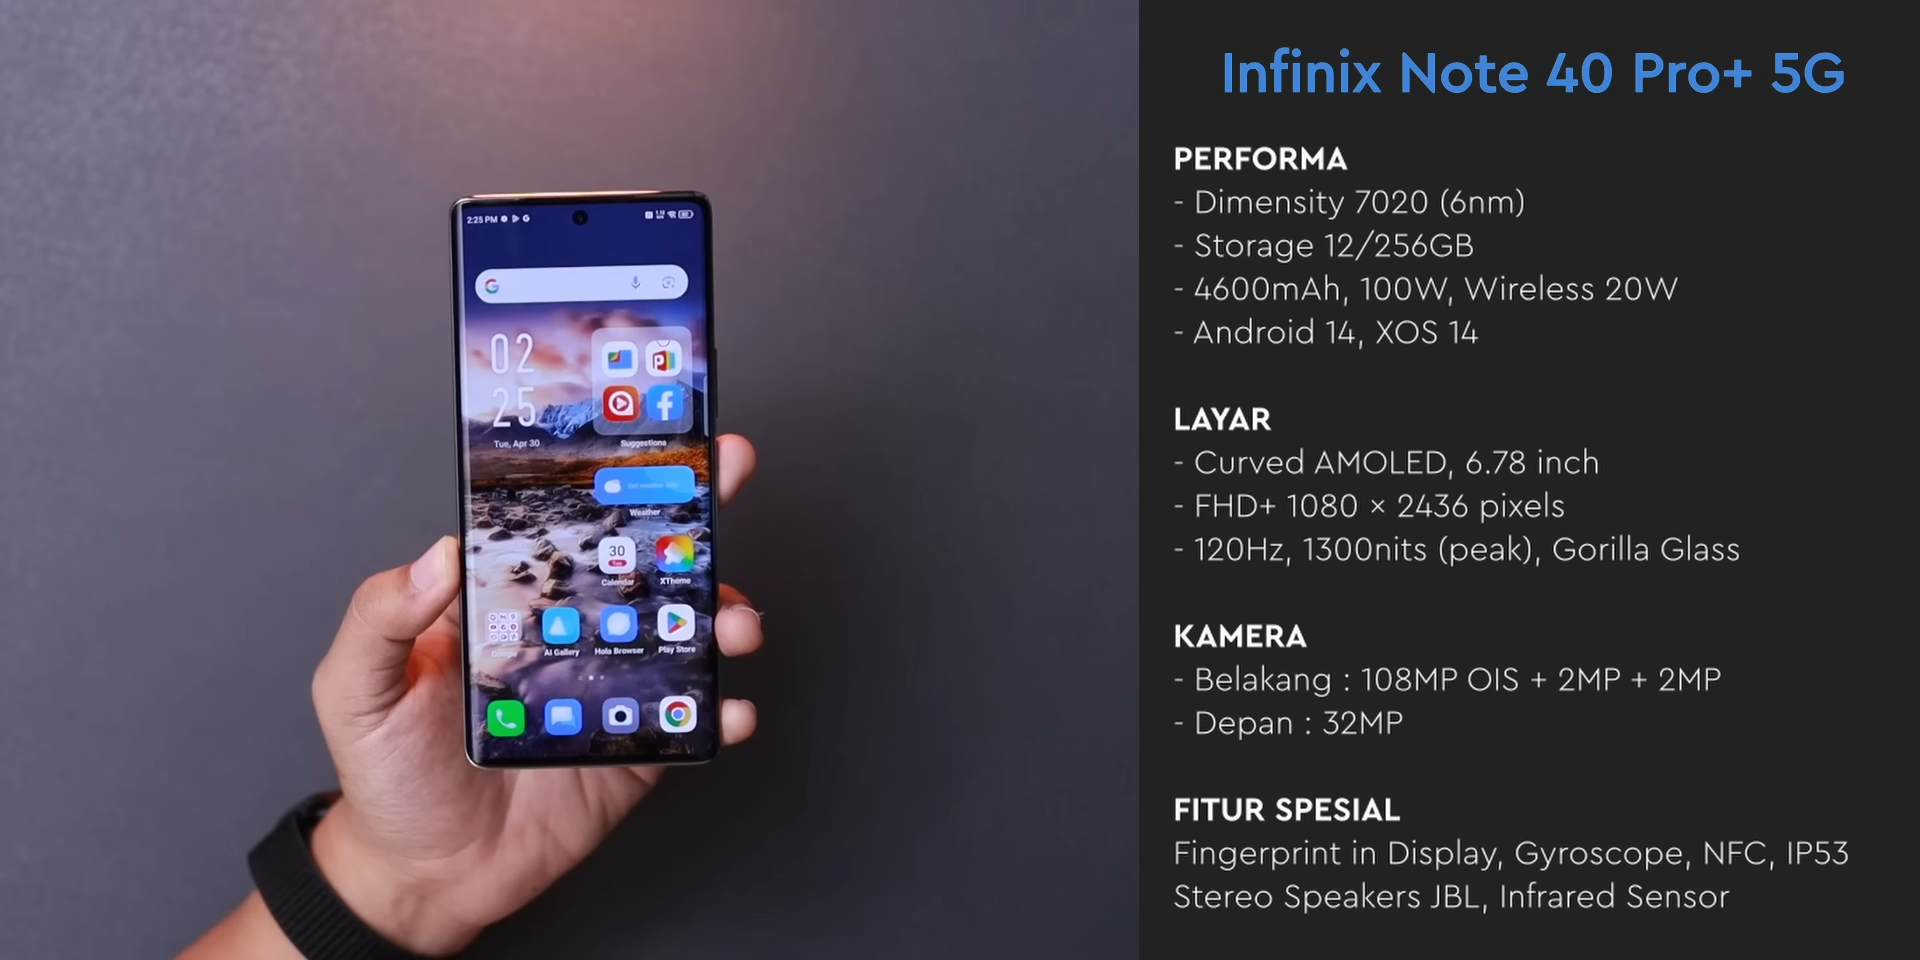 2:25 PM
02
25
Tue, Apr 30
Suggestions
Weather
30
Tue
Calendar
XTheme
Google
AI Gallery
Hola Browser
Play Store
Infinix Note 40 Pro+ 5G
PERFORMA
- Dimensity 7020 (6nm)
- Storage 12/256GB
- 4600mAh, 100W, Wireless 20W
- Android 14, XOS 14
LAYAR
- Curved AMOLED, 6.78 inch
- FHD+ 1080 × 2436 pixels
- 120Hz, 1300nits (peak), Gorilla Glass
KAMERA
- Belakang : 108MP OIS + 2MP + 2MP
- Depan : 32MP
FITUR SPESIAL
Fingerprint in Display, Gyroscope, NFC, IP53
Stereo Speakers JBL, Infrared Sensor